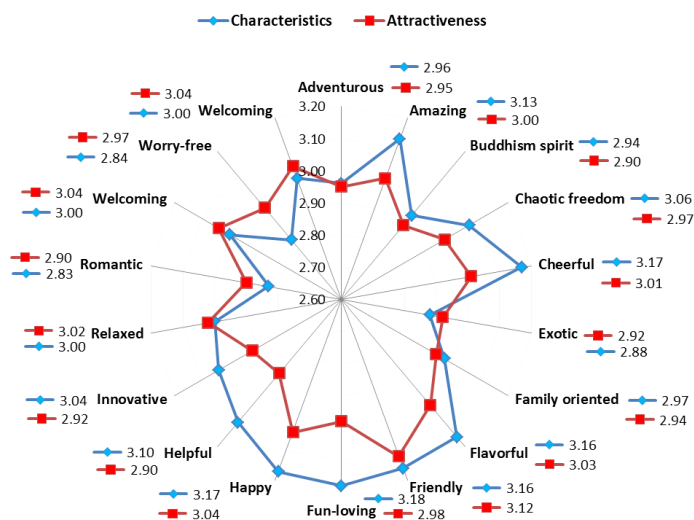 Characteristics Attractiveness
2.96
Adventurous 2.95
3.04
3.00
Welcoming
3.20
3.10
3.00
2.90
2.80
2.70
2.60
Amazing
3.13
3.00
Buddhism spirit
2.94
2.90
Chaotic freedom
3.06
2.97
Cheerful
3.17
3.01
Exotic
2.92
2.88
Family oriented
2.97
2.94
Flavorful
3.16
3.03
Friendly
3.16
3.12
Fun-loving
3.18
2.98
Happy
3.17
3.04
Helpful
3.10
2.90
Innovative
3.04
2.92
Relaxed
3.02
3.00
Romantic
2.90
2.83
Welcoming
3.04
3.00
Worry-free
2.97
2.84